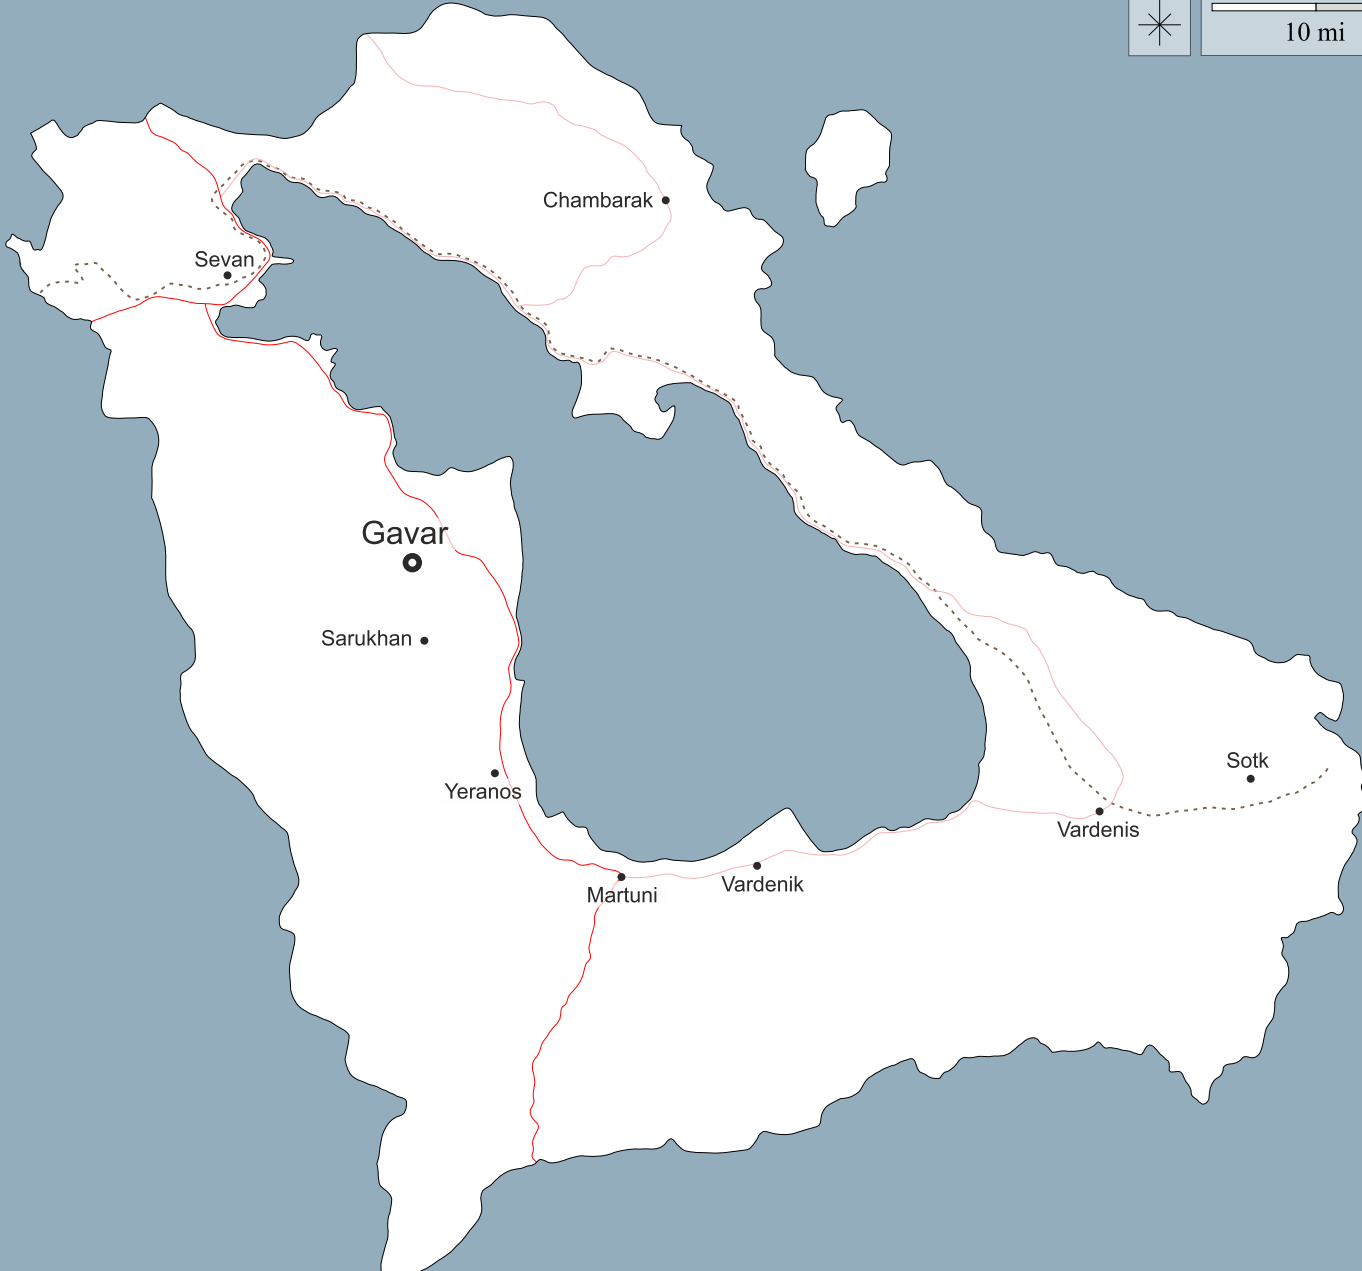 10 mi
Chambarak
Sevan
Gavar
Sarukhan
Sotk
Yeranos
Vardenis
Vardenik
Martuni